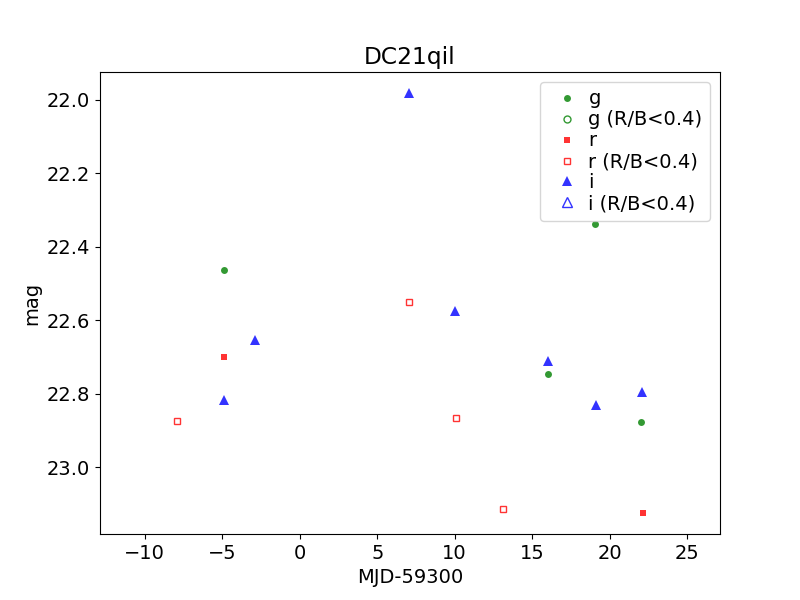 DC21qil
22.0
22.2
22.4
22.6
22.8
23.0
mag
g
g (R/B<0.4)
r
r (R/B<0.4)
i
i (R/B<0.4)
−10
−5
0
5
10
15
20
25
MJD-59300